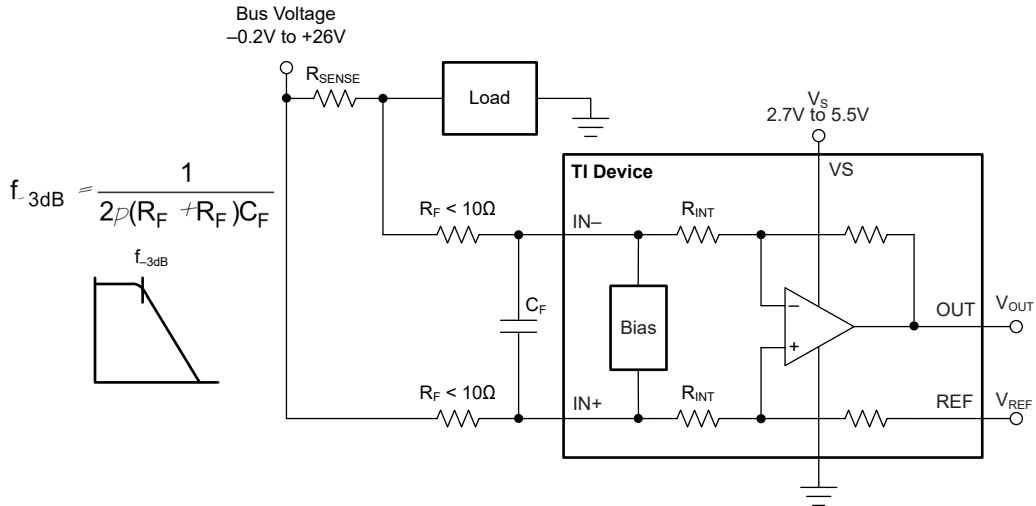 Bus Voltage
–0.2V to +26V
R_SENSE
Load
V_S
2.7V to 5.5V
VS
TI Device
f-3dB = 1 / 2p(R_F +R_F)C_F
f_–3dB
R_F < 10Ω
IN–
R_INT
C_F
Bias
–
+
OUT
V_OUT
R_F < 10Ω
IN+
R_INT
REF
V_REF